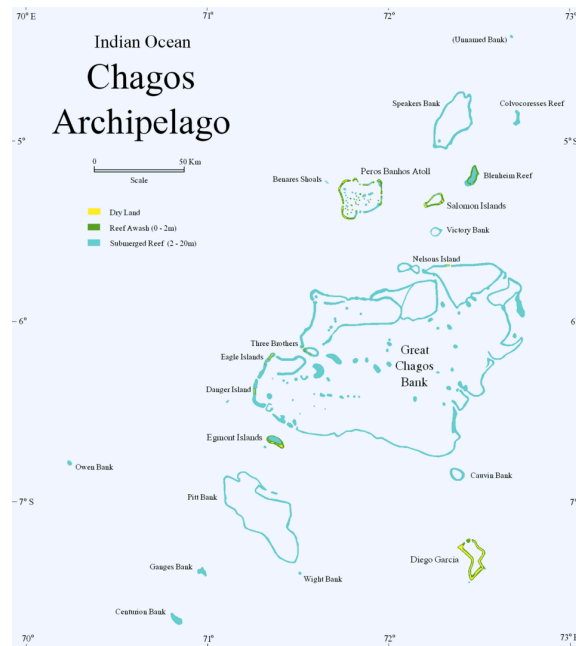 70° E
71°
72°
73° E
Indian Ocean
Chagos
Archipelago
(Unnamed Bank)
Speakers Bank
Colvocoresses Reef
5°
5°
0
50 Km
Scale
Benares Shoals
Peros Banhos Atoll
Blenheim Reef
Salomon Islands
Dry Land
Reef Awash (0 - 2m)
Submerged Reef (2 - 20m)
Victory Bank
Nelsons Island
6°
6°
Three Brothers
Eagle Islands
Great
Chagos
Bank
Danger Island
Egmont Islands
Owen Bank
Cauvin Bank
7° S
Pitt Bank
7° S
Diego Garcia
Ganges Bank
Wight Bank
Centurion Bank
70° E
71°
72°
73° E